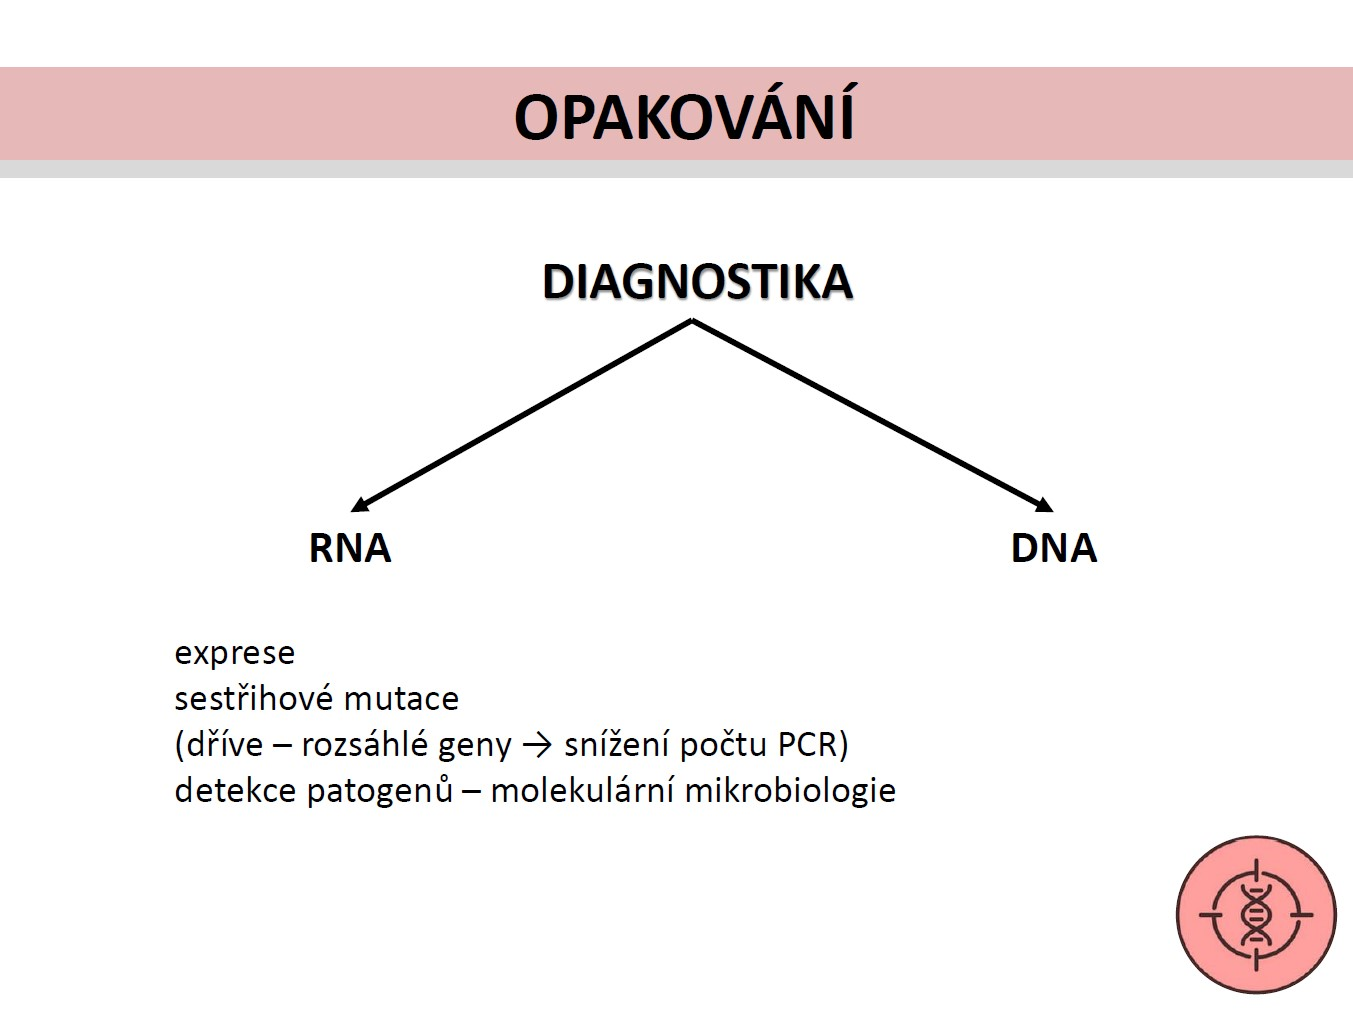 OPAKOVÁNÍ
DIAGNOSTIKA
RNA
DNA
exprese
sestřihové mutace
(dříve – rozsáhlé geny → snížení počtu PCR)
detekce patogenů – molekulární mikrobiologie